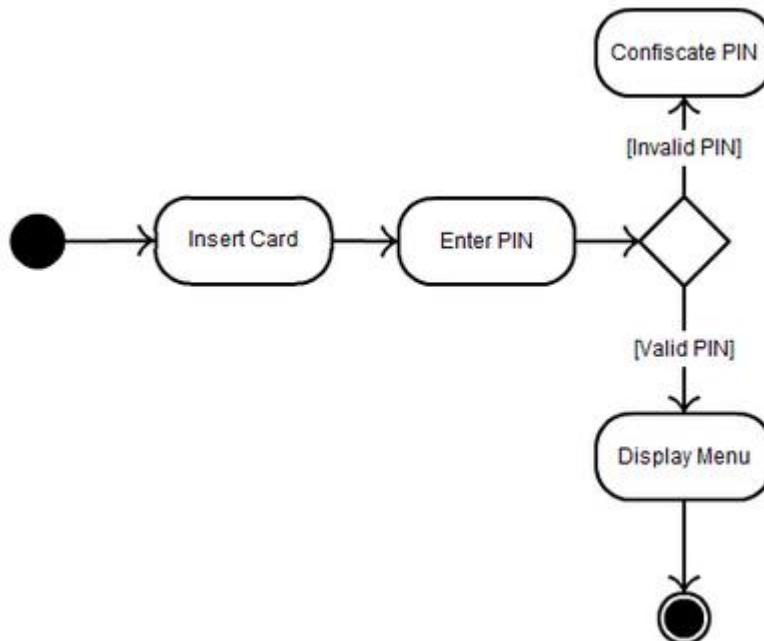 Confiscate PIN
[Invalid PIN]
Insert Card
Enter PIN
[Valid PIN]
Display Menu